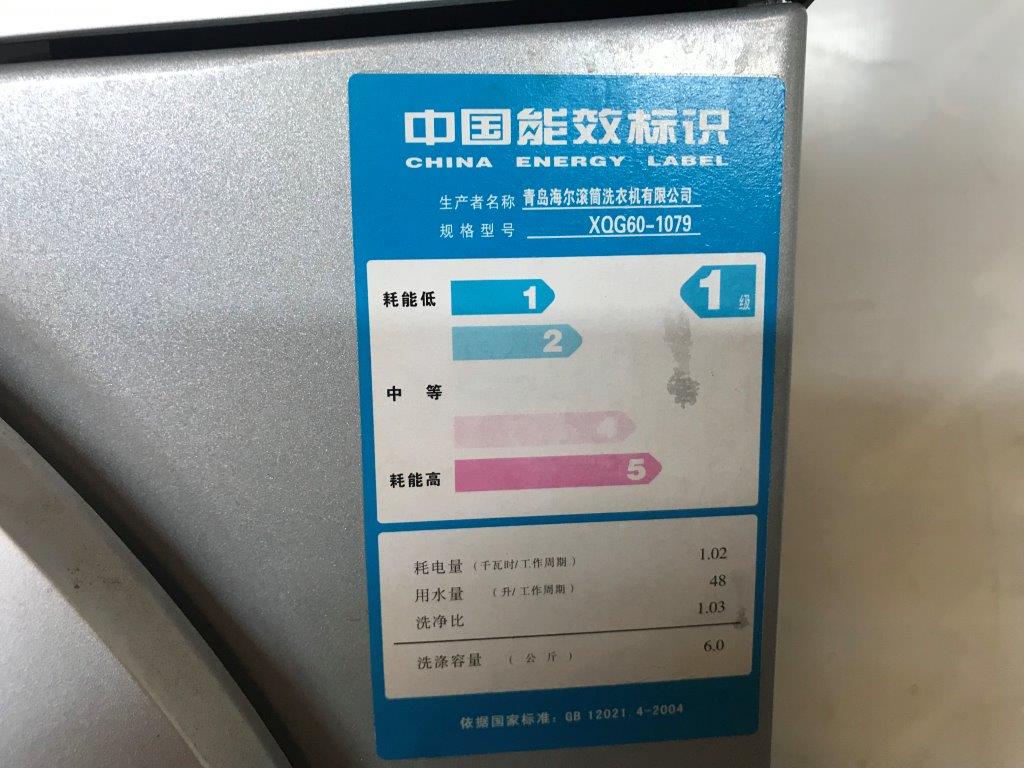 中国能效标识
CHINA ENERGY LABEL
生产者名称 青岛海尔滚筒洗衣机有限公司
规格型号 XQG60-1079
耗能低 1 1级
2
中等
4
耗能高 5
耗电量（千瓦时/工作周期） 1.02
用水量（升/工作周期） 48
洗净比 1.03
洗涤容量（公斤） 6.0
依据国家标准：GB 12021.4-2004